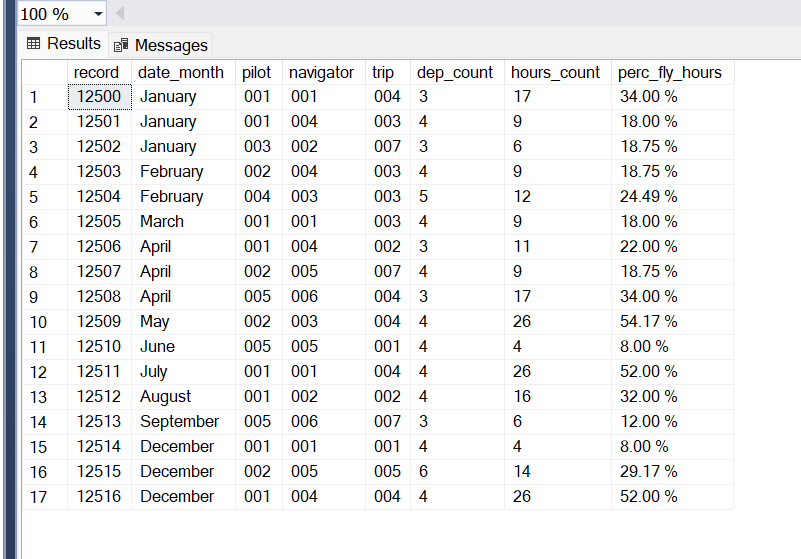 100 %
Results Messages
record date_month pilot navigator trip dep_count hours_count perc_fly_hours
1 12500 January 001 001 004 3 17 34.00 %
2 12501 January 001 004 003 4 9 18.00 %
3 12502 January 003 002 007 3 6 18.75 %
4 12503 February 002 004 003 4 9 18.75 %
5 12504 February 004 003 003 5 12 24.49 %
6 12505 March 001 001 003 4 9 18.00 %
7 12506 April 001 004 002 3 11 22.00 %
8 12507 April 002 005 007 4 9 18.75 %
9 12508 April 005 006 004 3 17 34.00 %
10 12509 May 002 003 004 4 26 54.17 %
11 12510 June 005 005 001 4 4 8.00 %
12 12511 July 001 001 004 4 26 52.00 %
13 12512 August 001 002 002 4 16 32.00 %
14 12513 September 005 006 007 3 6 12.00 %
15 12514 December 001 001 001 4 4 8.00 %
16 12515 December 002 005 005 6 14 29.17 %
17 12516 December 001 004 004 4 26 52.00 %